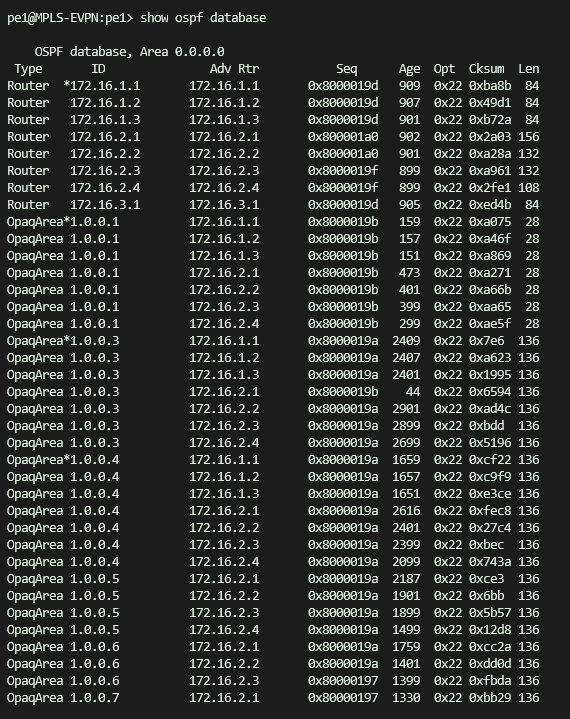 pe1@MPLS-EVPN:pe1> show ospf database

    OSPF database, Area 0.0.0.0
 Type       ID               Adv Rtr           Seq      Age  Opt  Cksum  Len
Router  *172.16.1.1       172.16.1.1       0x8000019d   909  0x22 0xba8b  84
Router   172.16.1.2       172.16.1.2       0x8000019d   907  0x22 0x49d1  84
Router   172.16.1.3       172.16.1.3       0x8000019d   901  0x22 0xb72a  84
Router   172.16.2.1       172.16.2.1       0x800001a0   902  0x22 0x2a03 156
Router   172.16.2.2       172.16.2.2       0x800001a0   901  0x22 0xa28a 132
Router   172.16.2.3       172.16.2.3       0x8000019f   899  0x22 0xa961 132
Router   172.16.2.4       172.16.2.4       0x8000019f   899  0x22 0x2fe1 108
Router   172.16.3.1       172.16.3.1       0x8000019d   905  0x22 0xed4b  84
OpaqArea*1.0.0.1          172.16.1.1       0x8000019b   159  0x22 0xa075  28
OpaqArea 1.0.0.1          172.16.1.2       0x8000019b   157  0x22 0xa46f  28
OpaqArea 1.0.0.1          172.16.1.3       0x8000019b   151  0x22 0xa869  28
OpaqArea 1.0.0.1          172.16.2.1       0x8000019b   473  0x22 0xa271  28
OpaqArea 1.0.0.1          172.16.2.2       0x8000019b   401  0x22 0xa66b  28
OpaqArea 1.0.0.1          172.16.2.3       0x8000019b   399  0x22 0xaa65  28
OpaqArea 1.0.0.1          172.16.2.4       0x8000019b   299  0x22 0xae5f  28
OpaqArea*1.0.0.3          172.16.1.1       0x8000019a  2409  0x22 0x7e6  136
OpaqArea 1.0.0.3          172.16.1.2       0x8000019a  2407  0x22 0xa623 136
OpaqArea 1.0.0.3          172.16.1.3       0x8000019a  2401  0x22 0x1995 136
OpaqArea 1.0.0.3          172.16.2.1       0x8000019b    44  0x22 0x6594 136
OpaqArea 1.0.0.3          172.16.2.2       0x8000019a  2901  0x22 0xad4c 136
OpaqArea 1.0.0.3          172.16.2.3       0x8000019a  2899  0x22 0xbdd  136
OpaqArea 1.0.0.3          172.16.2.4       0x8000019a  2699  0x22 0x5196 136
OpaqArea*1.0.0.4          172.16.1.1       0x8000019a  1659  0x22 0xcf22 136
OpaqArea 1.0.0.4          172.16.1.2       0x8000019a  1657  0x22 0xc9f9 136
OpaqArea 1.0.0.4          172.16.1.3       0x8000019a  1651  0x22 0xe3ce 136
OpaqArea 1.0.0.4          172.16.2.1       0x8000019a  2616  0x22 0xfec8 136
OpaqArea 1.0.0.4          172.16.2.2       0x8000019a  2401  0x22 0x27c4 136
OpaqArea 1.0.0.4          172.16.2.3       0x8000019a  2399  0x22 0xbec  136
OpaqArea 1.0.0.4          172.16.2.4       0x8000019a  2099  0x22 0x743a 136
OpaqArea 1.0.0.5          172.16.2.1       0x8000019a  2187  0x22 0xce3  136
OpaqArea 1.0.0.5          172.16.2.2       0x8000019a  1901  0x22 0x6bb  136
OpaqArea 1.0.0.5          172.16.2.3       0x8000019a  1899  0x22 0x5b57 136
OpaqArea 1.0.0.5          172.16.2.4       0x8000019a  1499  0x22 0x12d8 136
OpaqArea 1.0.0.6          172.16.2.1       0x8000019a  1759  0x22 0xcc2a 136
OpaqArea 1.0.0.6          172.16.2.2       0x8000019a  1401  0x22 0xdd0d 136
OpaqArea 1.0.0.6          172.16.2.3       0x80000197  1399  0x22 0xfbda 136
OpaqArea 1.0.0.7          172.16.2.1       0x80000197  1330  0x22 0xbb29 136